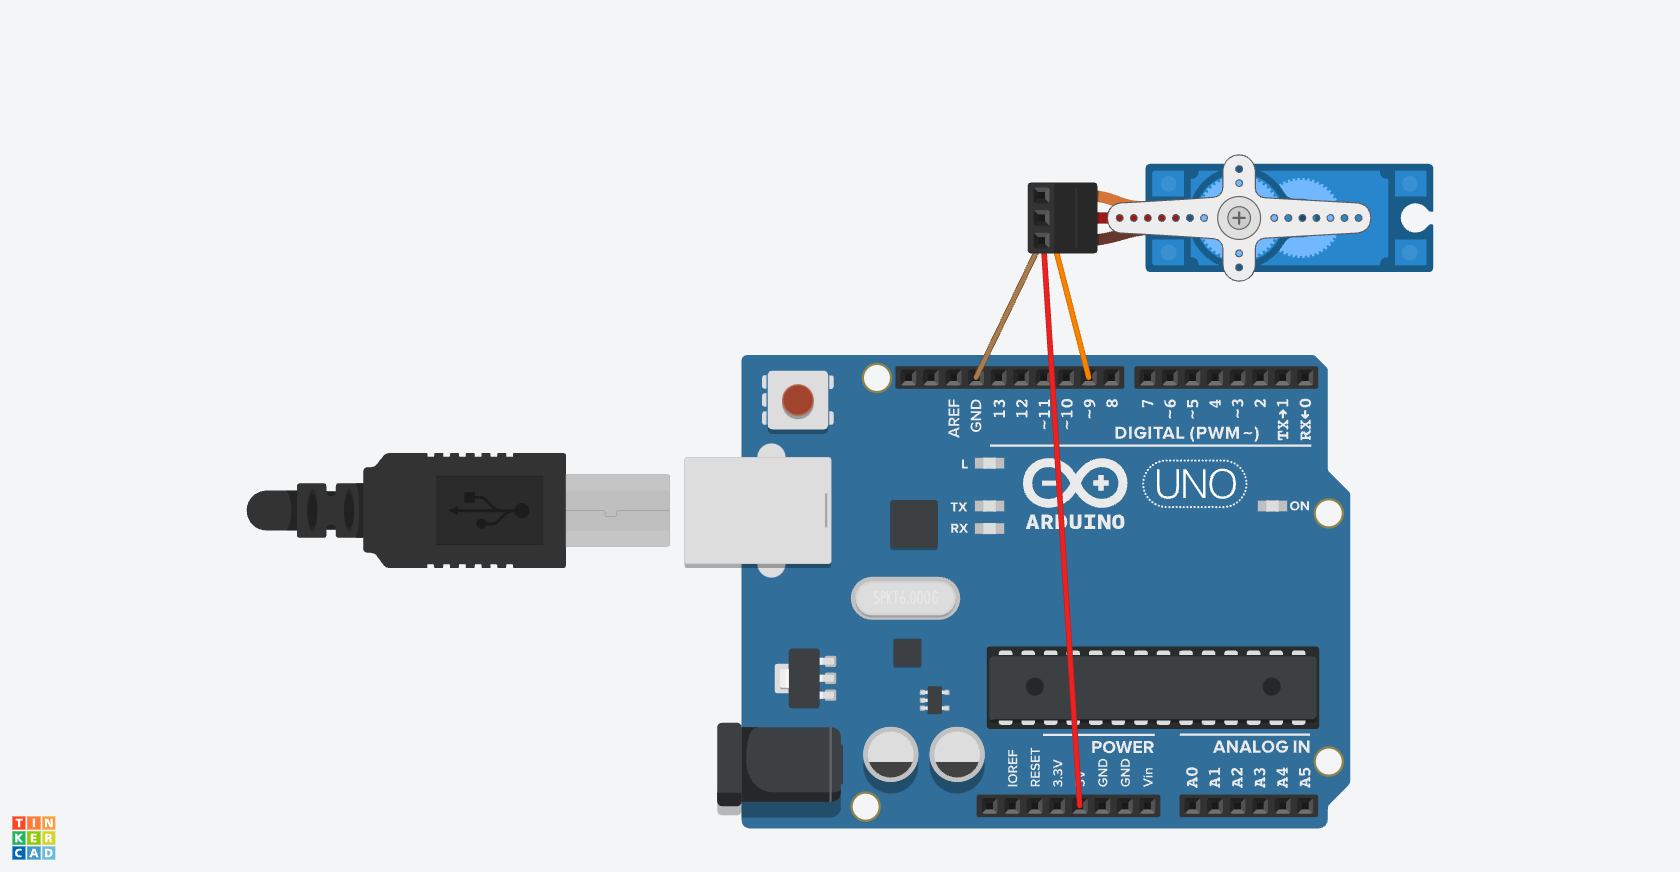 AREF
GND
13
12
~11
~10
~9
8
7
~6
~5
4
~3
2
TX→1
RX←0
DIGITAL (PWM~)
L
TX
RX
ARDUINO
UNO
ON
SPK16.000G
IOREF
RESET
3.3V
GND
GND
Vin
POWER
ANALOG IN
A0
A1
A2
A3
A4
A5
TIN
KER
CAD